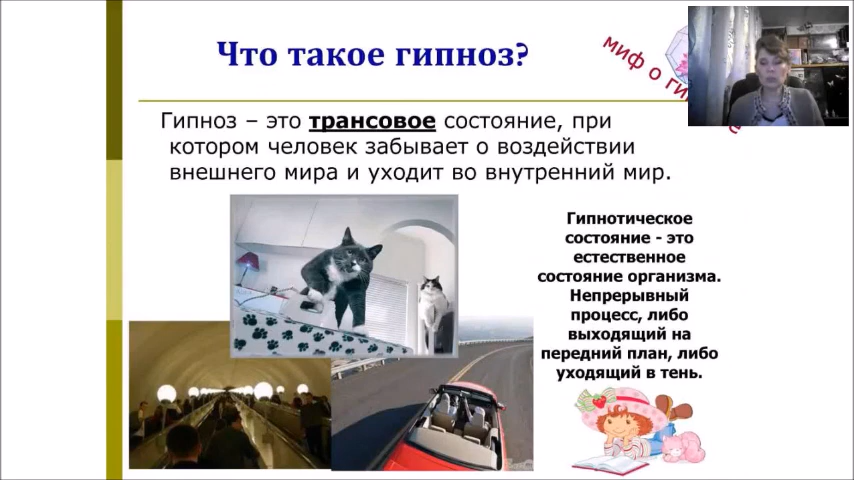 Что такое гипноз?
миф о ги
Гипноз – это трансовое состояние, при
котором человек забывает о воздействии
внешнего мира и уходит во внутренний мир.
Гипнотическое
состояние - это
естественное
состояние организма.
Непрерывный
процесс, либо
выходящий на
передний план, либо
уходящий в тень.